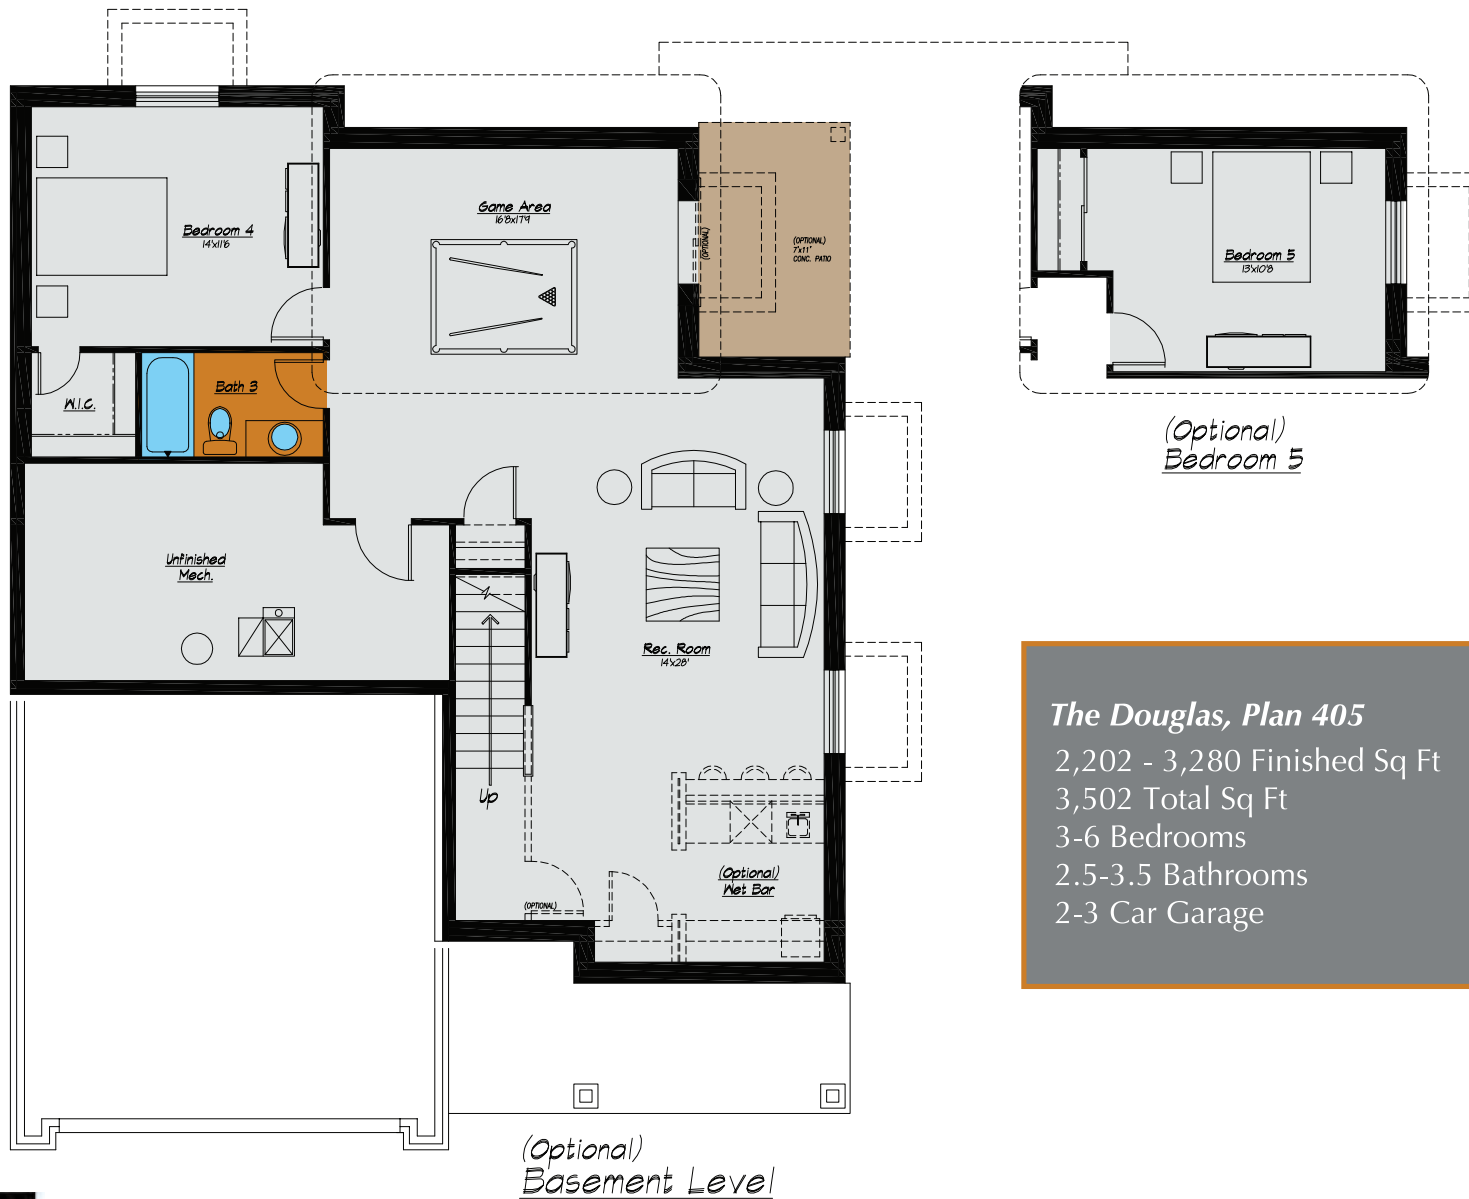 Game Area
16'8x17'9
Bedroom 4
14'x11'6
(OPTIONAL)
(OPTIONAL)
7'x11'
CONC. PATIO
Bedroom 5
13'x10'8
Bath 3
W.I.C.
(Optional)
Bedroom 5
Unfinished
Mech.
Rec. Room
14'x28'
Up
(Optional)
Wet Bar
(OPTIONAL)
The Douglas, Plan 405
2,202 - 3,280 Finished Sq Ft
3,502 Total Sq Ft
3-6 Bedrooms
2.5-3.5 Bathrooms
2-3 Car Garage
(Optional)
Basement Level